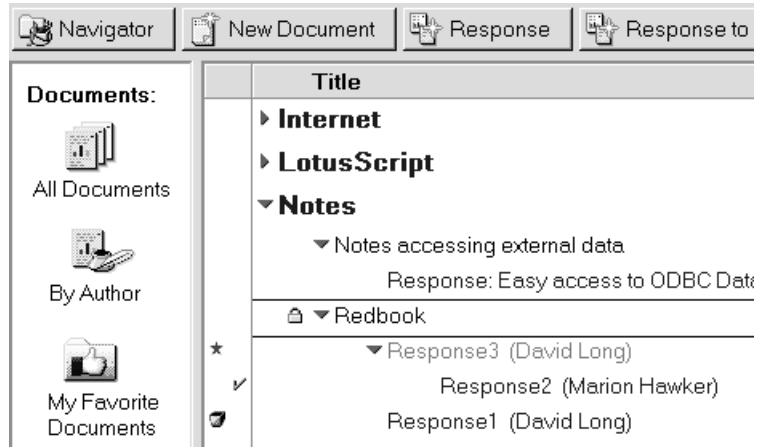 Navigator New Document Response Response to
Documents:
Title
Internet
LotusScript
All Documents
Notes
Notes accessing external data
By Author
Response: Easy access to ODBC Data
Redbook
Response3 (David Long)
Response2 (Marion Hawker)
My Favorite
Documents
Response1 (David Long)